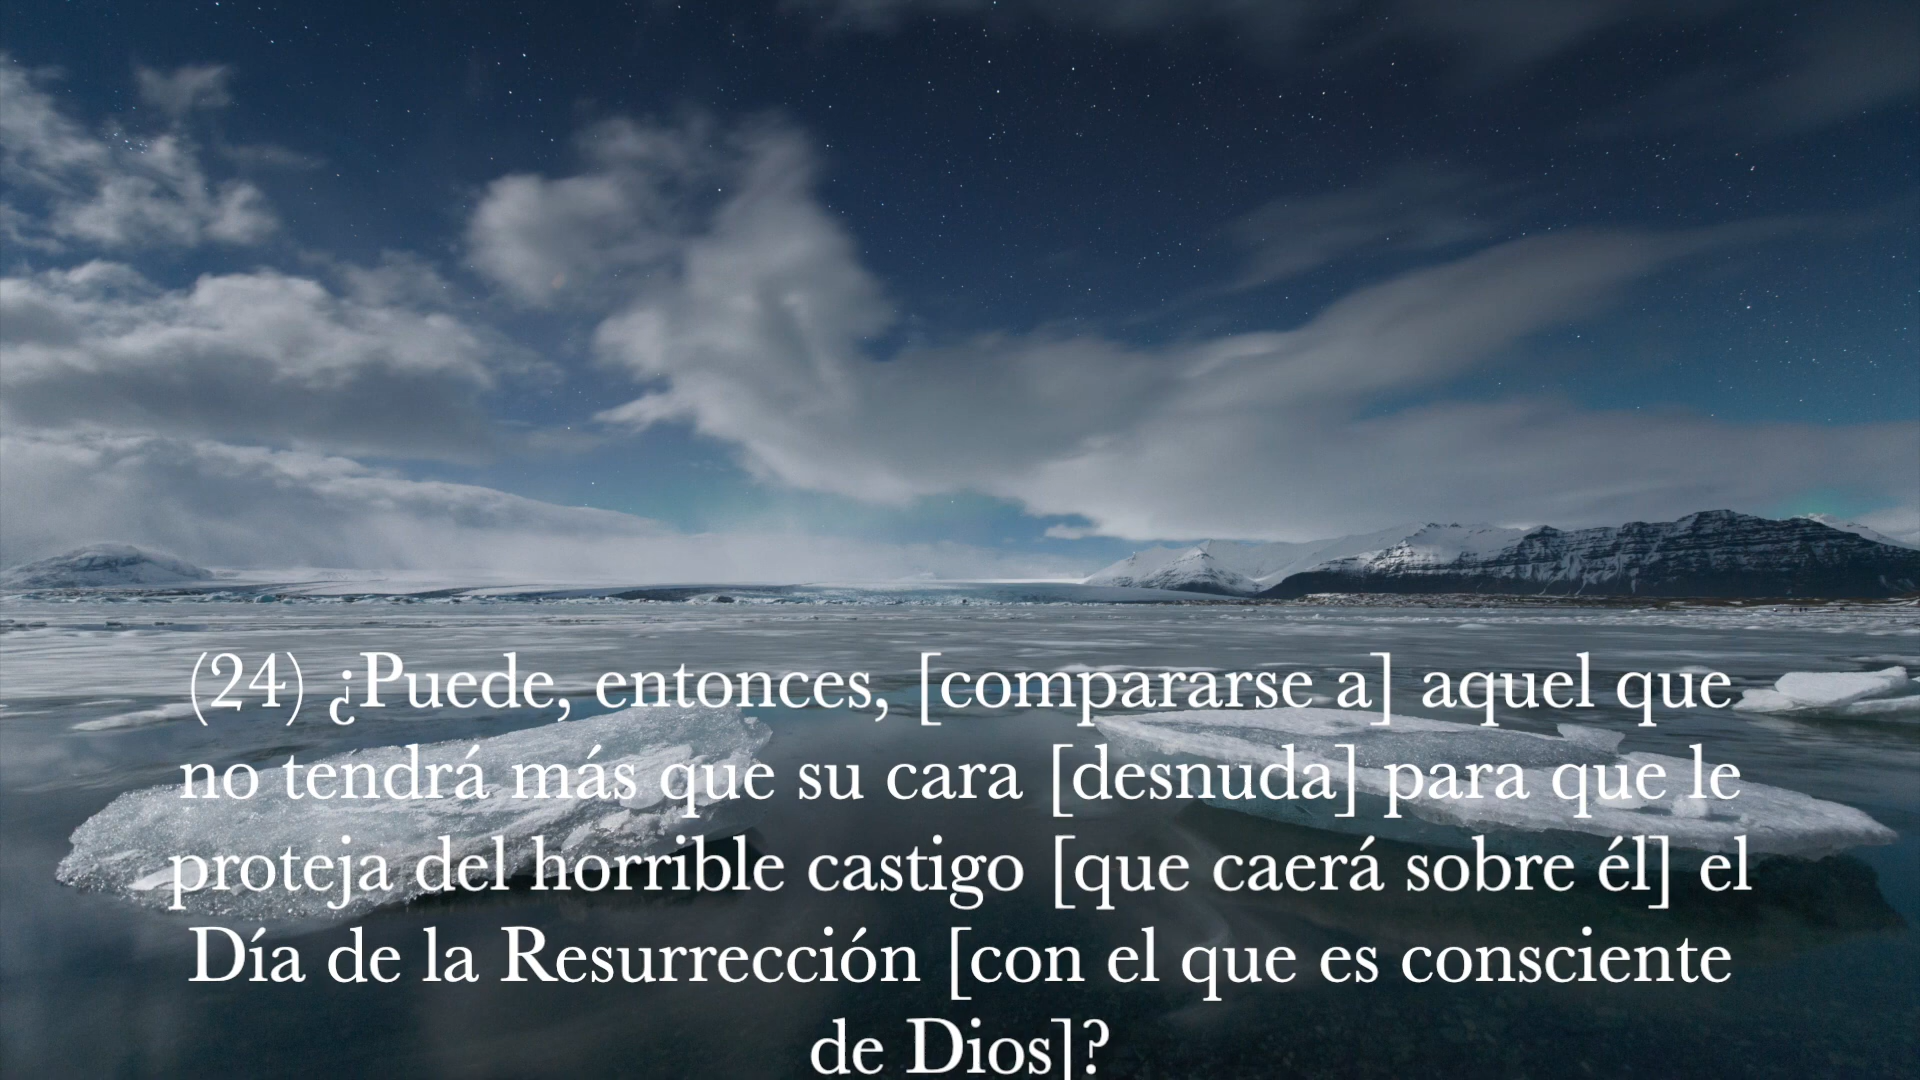 (24) ¿Puede, entonces, [compararse a] aquel que
no tendrá más que su cara [desnuda] para que le
proteja del horrible castigo [que caerá sobre él] el
Día de la Resurrección [con el que es consciente
de Dios]?